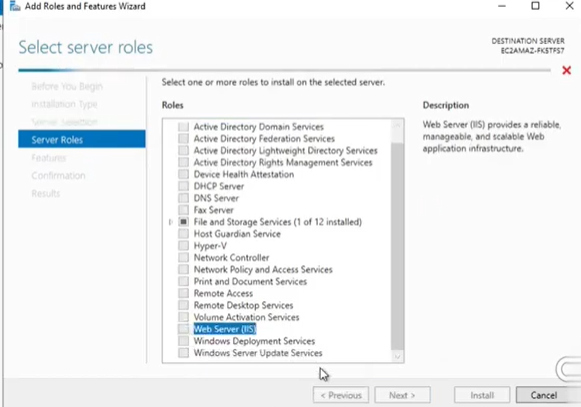 Add Roles and Features Wizard
Select server roles
DESTINATION SERVER
EC2AMAZ-FK5TFS7
Before You Begin
Installation Type
Server Selection
Server Roles
Features
Confirmation
Results
Select one or more roles to install on the selected server.
Roles
Active Directory Domain Services
Active Directory Federation Services
Active Directory Lightweight Directory Services
Active Directory Rights Management Services
Device Health Attestation
DHCP Server
DNS Server
Fax Server
File and Storage Services (1 of 12 installed)
Host Guardian Service
Hyper-V
Network Controller
Network Policy and Access Services
Print and Document Services
Remote Access
Remote Desktop Services
Volume Activation Services
Web Server (IIS)
Windows Deployment Services
Windows Server Update Services
Description
Web Server (IIS) provides a reliable,
manageable, and scalable Web
application infrastructure.
< Previous
Next >
Install
Cancel